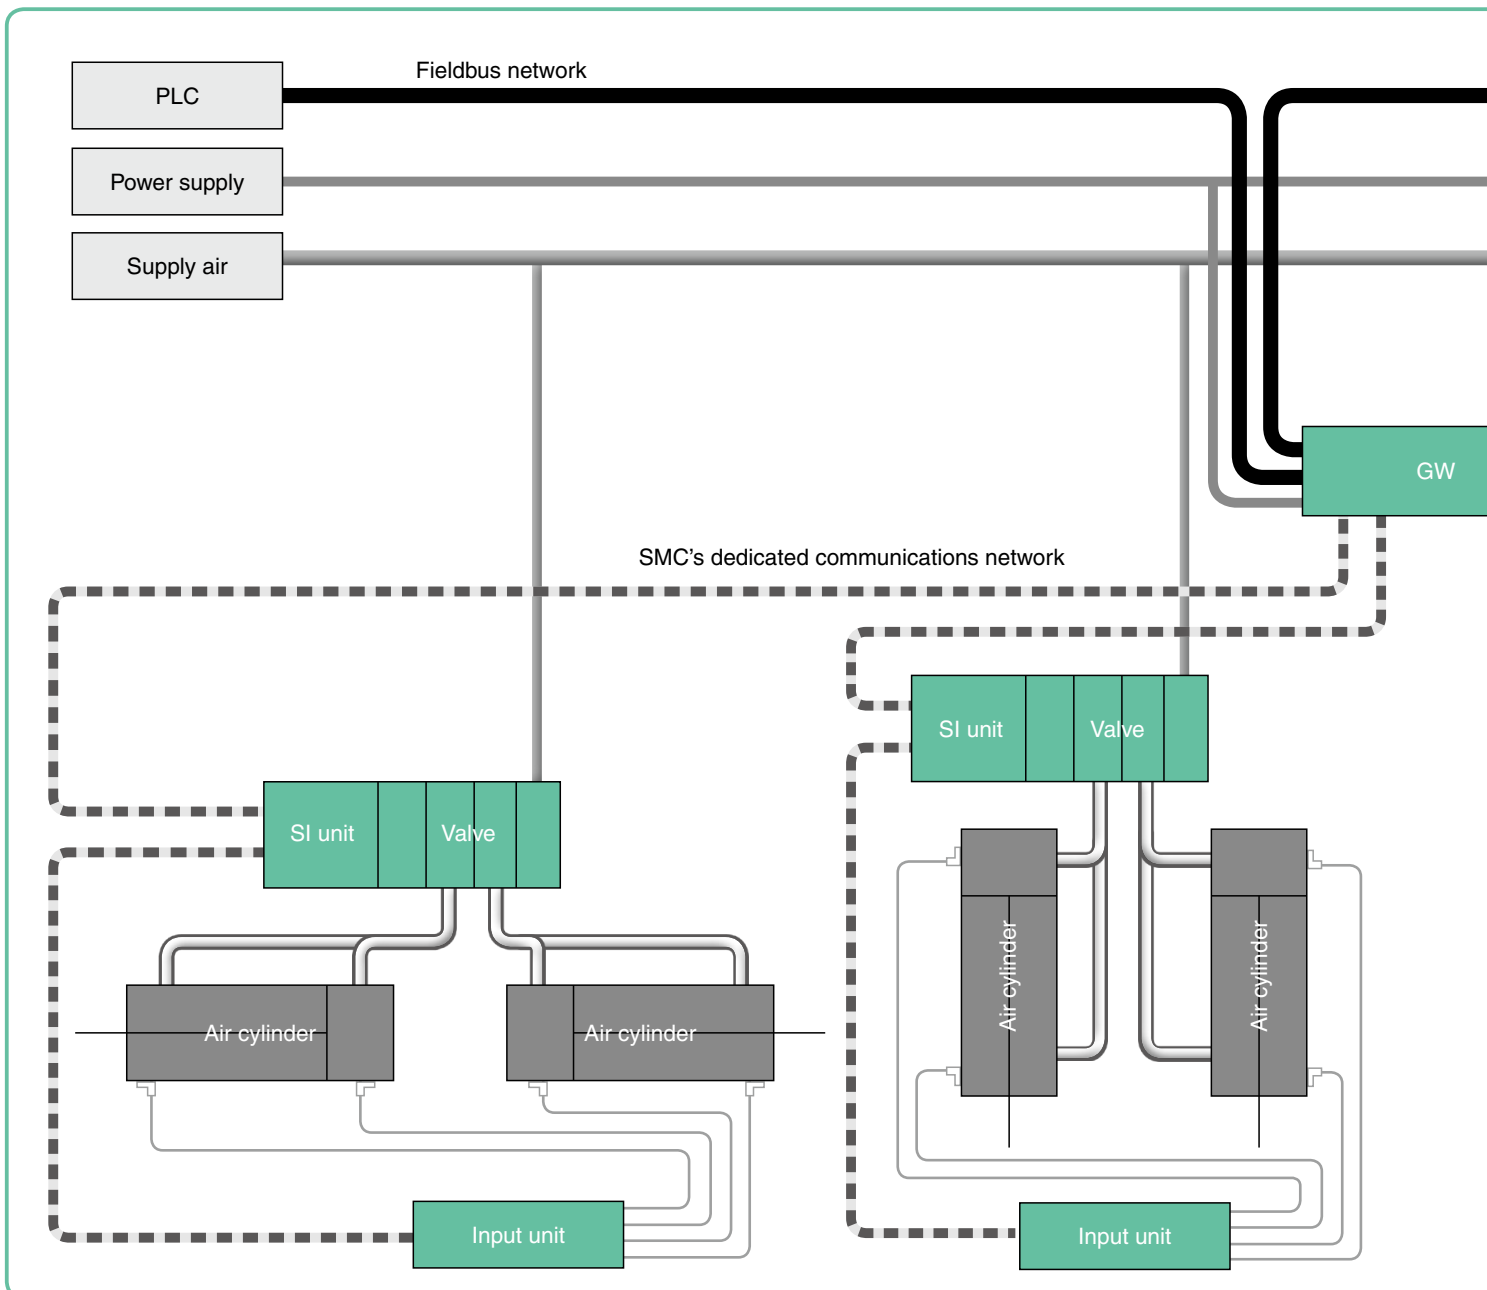 Fieldbus network
PLC
Power supply
Supply air
GW
SMC's dedicated communications network
SI unit
Valve
SI unit
Valve
Air cylinder
Air cylinder
Air cylinder
Air cylinder
Input unit
Input unit